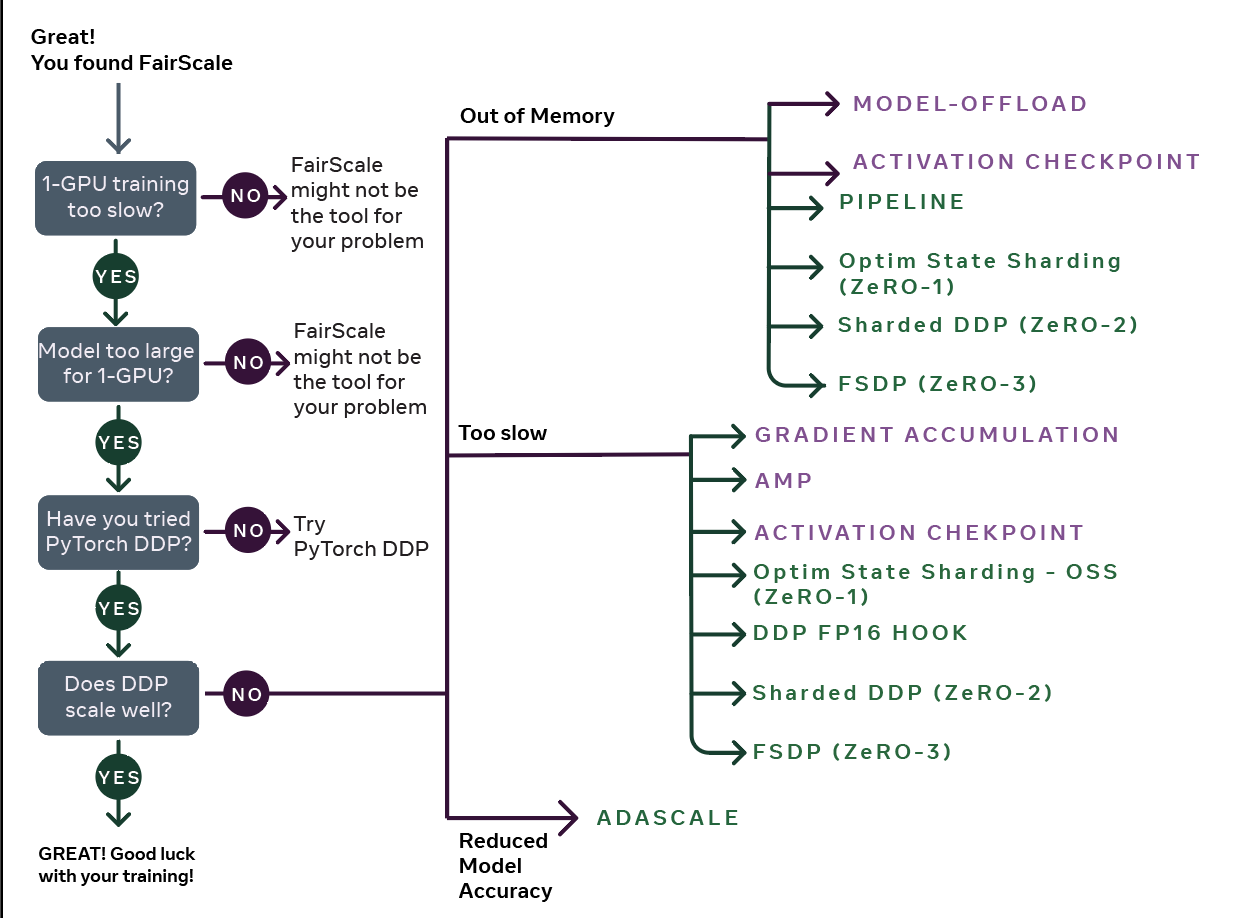 Great!
You found FairScale
1-GPU training
too slow?
NO
FairScale
might not be
the tool for
your problem
YES
Model too large
for 1-GPU?
NO
FairScale
might not be
the tool for
your problem
YES
Have you tried
PyTorch DDP?
NO
Try
PyTorch DDP
YES
Does DDP
scale well?
NO
YES
GREAT! Good luck
with your training!
Out of Memory
MODEL-OFFLOAD
ACTIVATION CHECKPOINT
PIPELINE
Optim State Sharding
(ZeRO-1)
Sharded DDP (ZeRO-2)
FSDP (ZeRO-3)
Too slow
GRADIENT ACCUMULATION
AMP
ACTIVATION CHEKPOINT
Optim State Sharding - OSS
(ZeRO-1)
DDP FP16 HOOK
Sharded DDP (ZeRO-2)
FSDP (ZeRO-3)
Reduced
Model
Accuracy
ADASCALE